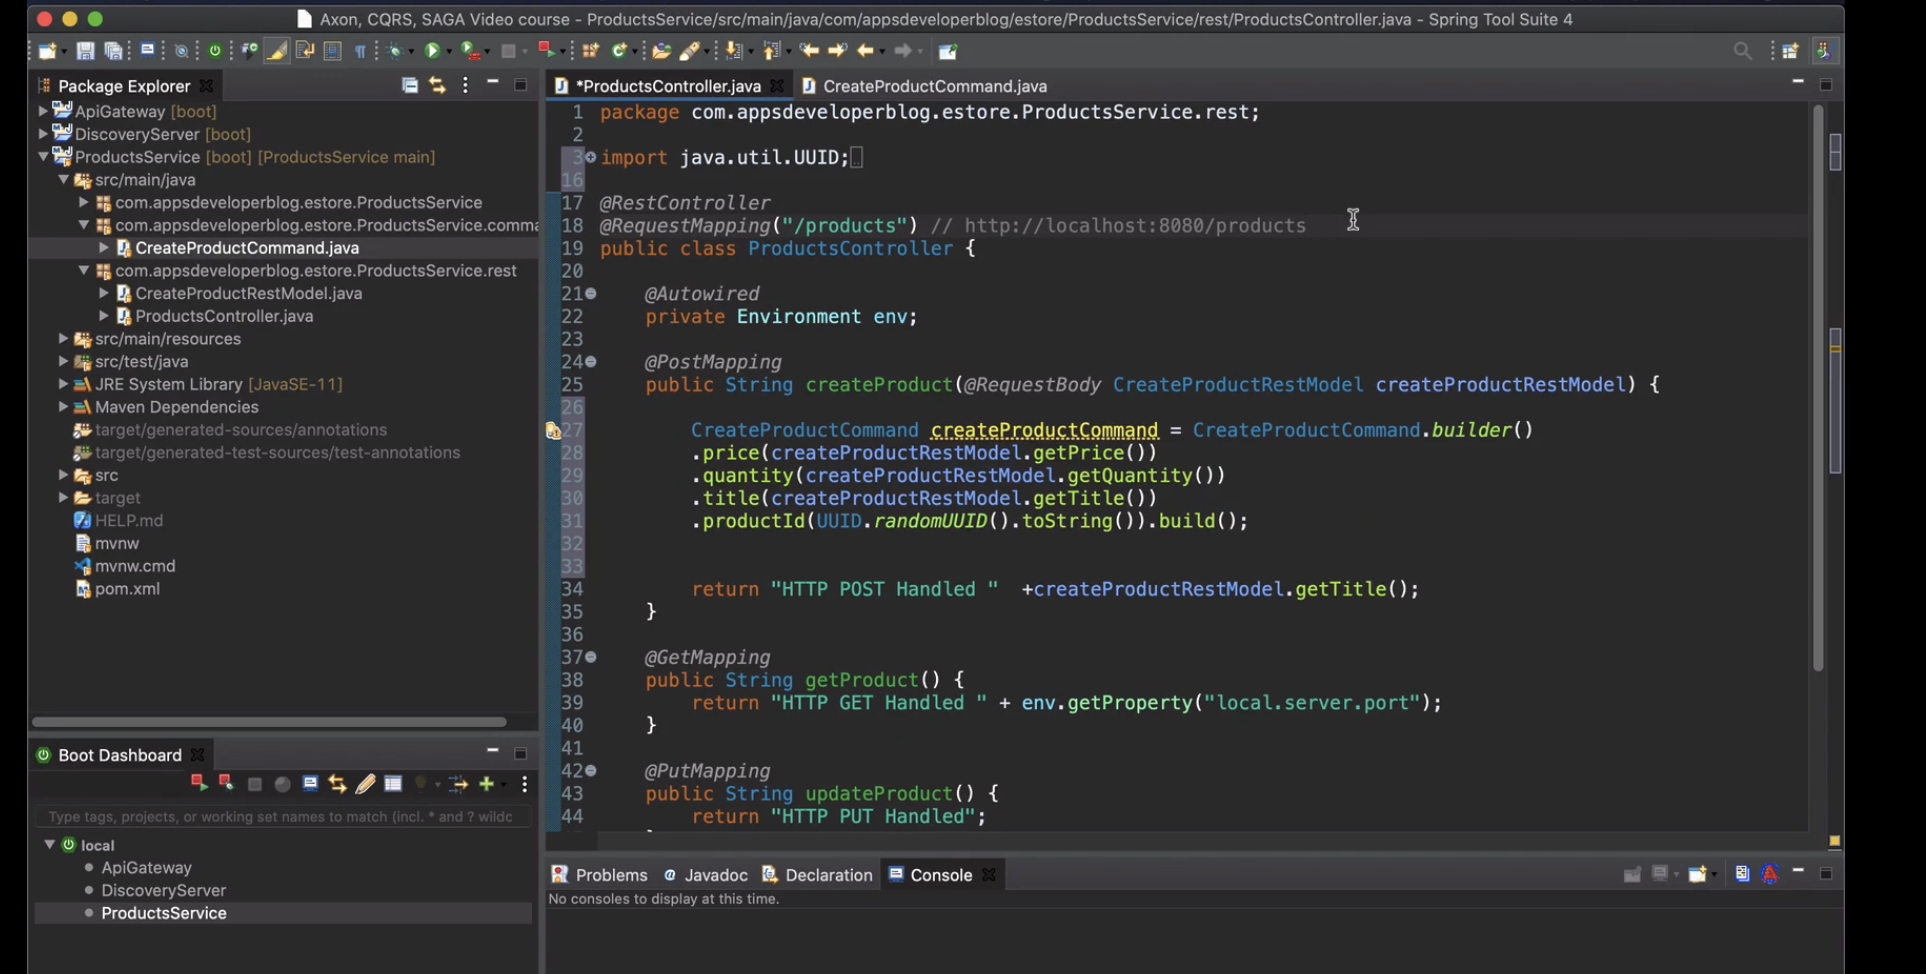 Axon, CQRS, SAGA Video course - ProductsService/src/main/java/com/appsdeveloperblog/estore/ProductsService/rest/ProductsController.java - Spring Tool Suite 4
Package Explorer
ApiGateway [boot]
DiscoveryServer [boot]
ProductsService [boot] [ProductsService main]
src/main/java
com.appsdeveloperblog.estore.ProductsService
com.appsdeveloperblog.estore.ProductsService.comma
CreateProductCommand.java
com.appsdeveloperblog.estore.ProductsService.rest
CreateProductRestModel.java
ProductsController.java
src/main/resources
src/test/java
JRE System Library [JavaSE-11]
Maven Dependencies
target/generated-sources/annotations
target/generated-test-sources/test-annotations
src
target
HELP.md
mvnw
mvnw.cmd
pom.xml
Boot Dashboard
Type tags, projects, or working set names to match (incl. * and ? wildc
local
ApiGateway
DiscoveryServer
ProductsService
*ProductsController.java
CreateProductCommand.java
1 package com.appsdeveloperblog.estore.ProductsService.rest;
2
3 import java.util.UUID;
16
17 @RestController
18 @RequestMapping("/products") // http://localhost:8080/products
19 public class ProductsController {
20
21 @Autowired
22 private Environment env;
23
24 @PostMapping
25 public String createProduct(@RequestBody CreateProductRestModel createProductRestModel) {
26
27 CreateProductCommand createProductCommand = CreateProductCommand.builder()
28 .price(createProductRestModel.getPrice())
29 .quantity(createProductRestModel.getQuantity())
30 .title(createProductRestModel.getTitle())
31 .productId(UUID.randomUUID().toString()).build();
32
33
34 return "HTTP POST Handled " +createProductRestModel.getTitle();
35 }
36
37 @GetMapping
38 public String getProduct() {
39 return "HTTP GET Handled " + env.getProperty("local.server.port");
40 }
41
42 @PutMapping
43 public String updateProduct() {
44 return "HTTP PUT Handled";
Problems
Javadoc
Declaration
Console
No consoles to display at this time.